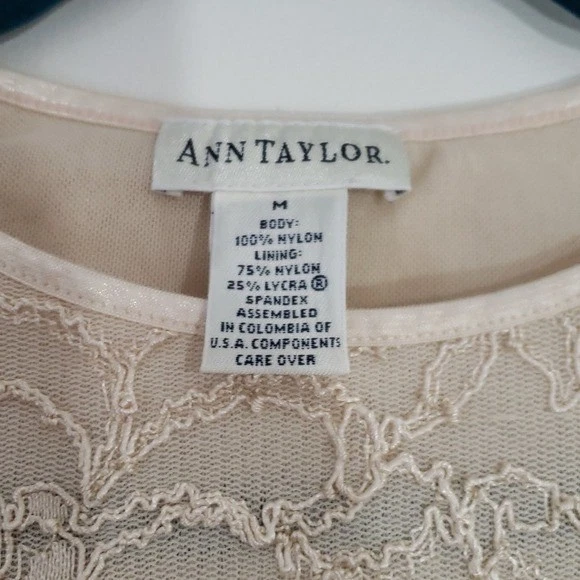 ANN TAYLOR.
M
BODY:
100% NYLON
LINING:
75% NYLON
25% LYCRA ®
SPANDEX
ASSEMBLED
IN COLOMBIA OF
U.S.A. COMPONENTS
CARE OVER